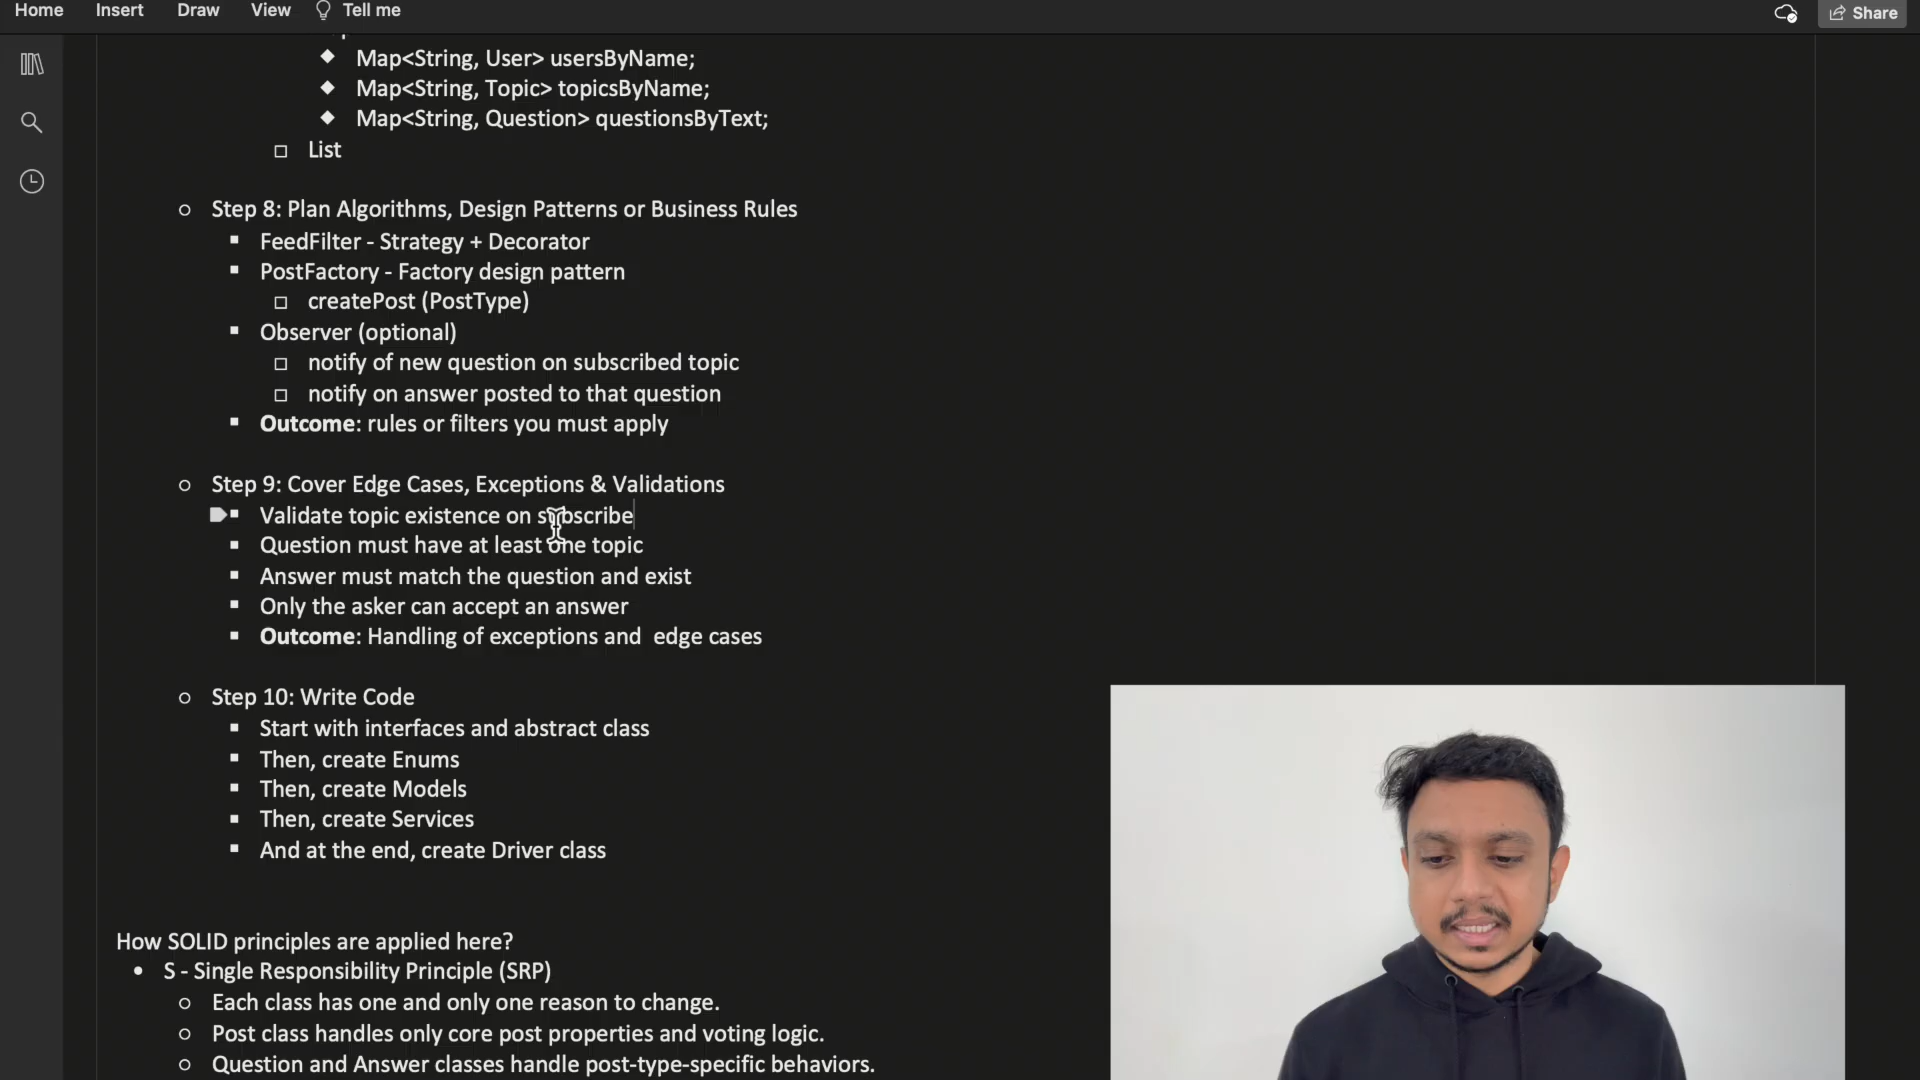 Home Insert Draw View Tell me Share
Map<String, User> usersByName;
Map<String, Topic> topicsByName;
Map<String, Question> questionsByText;
List
Step 8: Plan Algorithms, Design Patterns or Business Rules
FeedFilter - Strategy + Decorator
PostFactory - Factory design pattern
createPost (PostType)
Observer (optional)
notify of new question on subscribed topic
notify on answer posted to that question
Outcome: rules or filters you must apply
Step 9: Cover Edge Cases, Exceptions & Validations
Validate topic existence on subscribe
Question must have at least one topic
Answer must match the question and exist
Only the asker can accept an answer
Outcome: Handling of exceptions and  edge cases
Step 10: Write Code
Start with interfaces and abstract class
Then, create Enums
Then, create Models
Then, create Services
And at the end, create Driver class
How SOLID principles are applied here?
S - Single Responsibility Principle (SRP)
Each class has one and only one reason to change.
Post class handles only core post properties and voting logic.
Question and Answer classes handle post-type-specific behaviors.